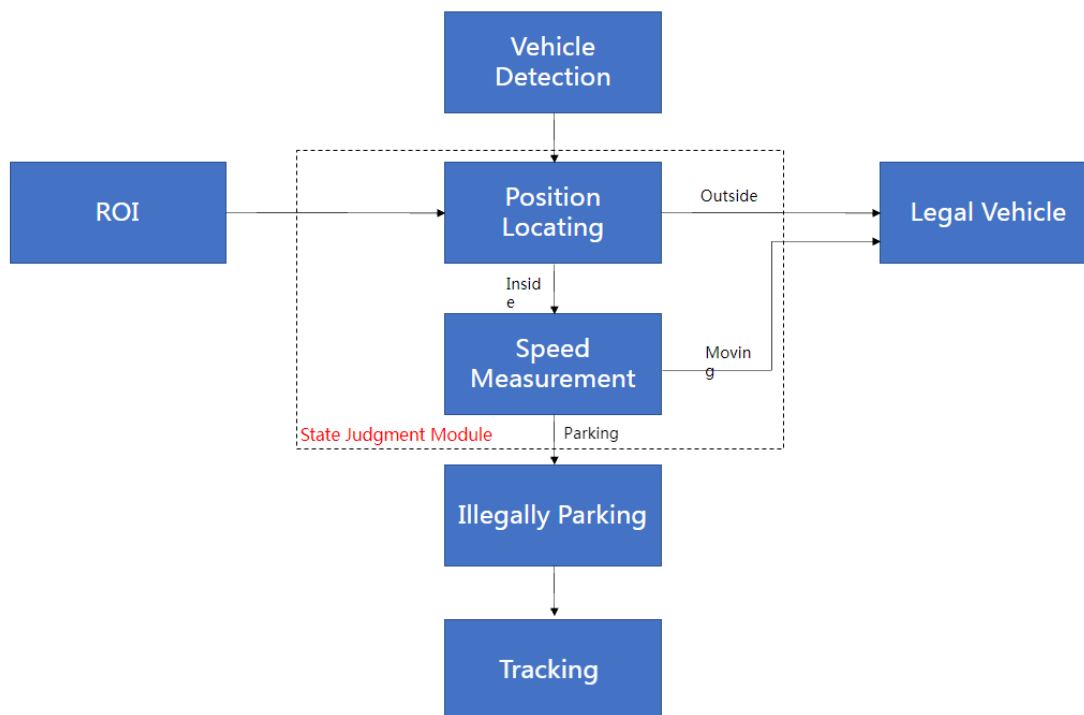 Vehicle
Detection
ROI
Position
Locating
Outside
Legal Vehicle
Insid
e
Speed
Measurement
Movin
g
State Judgment Module
Parking
Illegally Parking
Tracking